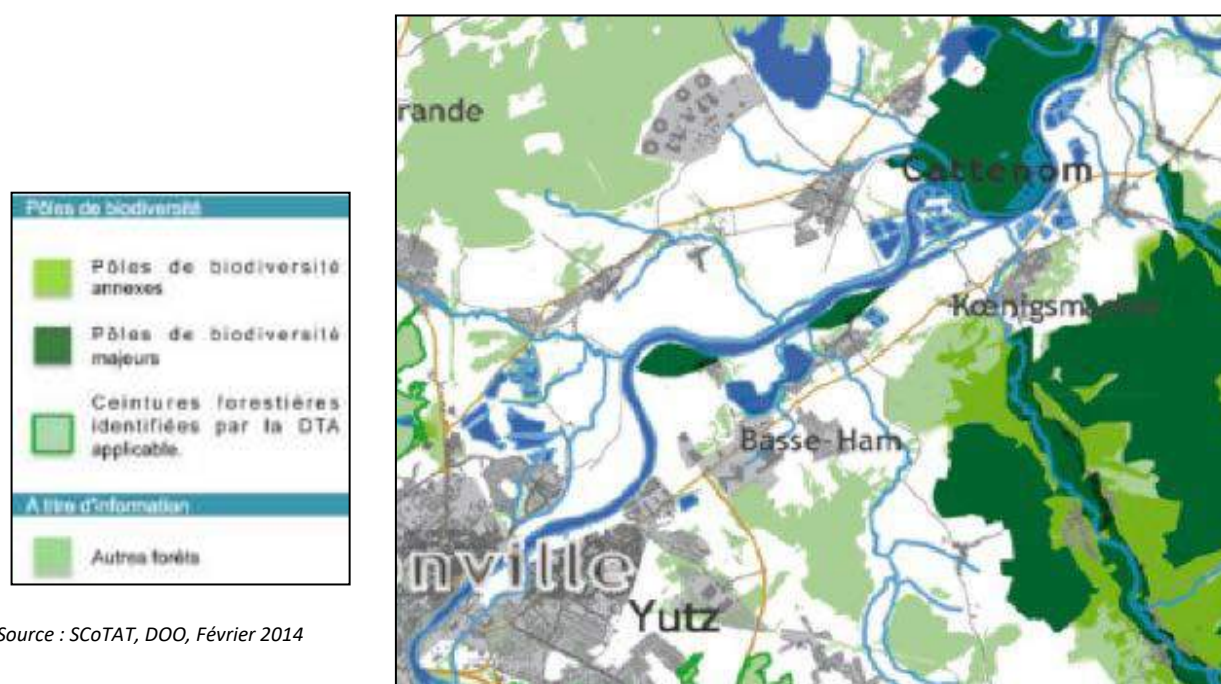 Pôles de biodiversité
Pôles de biodiversité
annexes
Pôles de biodiversité
majeurs
Ceintures forestières
identifiées par la DTA
applicable.
A titre d'information
Autres forêts
Source : SCoTAT, DOO, Février 2014
rande
Cattenom
Basse-Ham
nville
Yutz